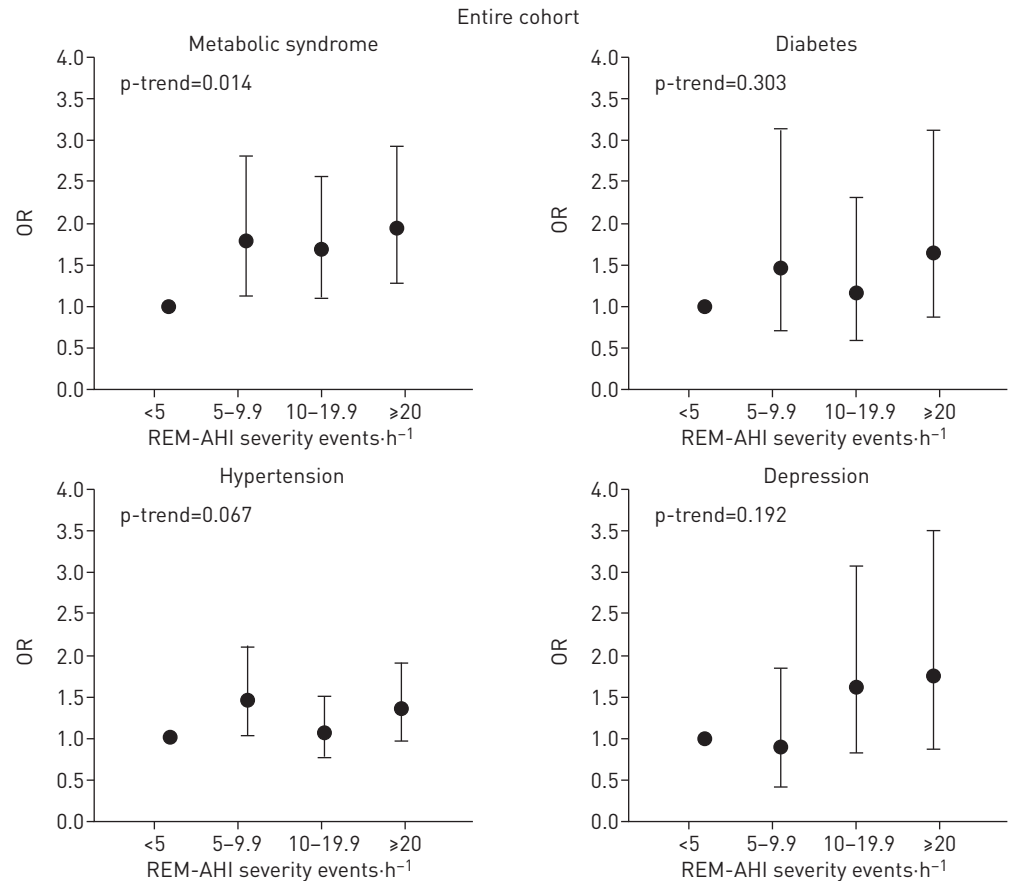 Entire cohort
Metabolic syndrome
p-trend=0.014
4.0
3.5
3.0
2.5
2.0
1.5
1.0
0.5
0.0
OR
<5 5–9.9 10–19.9 ≥20
REM-AHI severity events·h⁻¹
Diabetes
p-trend=0.303
4.0
3.5
3.0
2.5
2.0
1.5
1.0
0.5
0.0
OR
<5 5–9.9 10–19.9 ≥20
REM-AHI severity events·h⁻¹
Hypertension
p-trend=0.067
4.0
3.5
3.0
2.5
2.0
1.5
1.0
0.5
0.0
OR
<5 5–9.9 10–19.9 ≥20
REM-AHI severity events·h⁻¹
Depression
p-trend=0.192
4.0
3.5
3.0
2.5
2.0
1.5
1.0
0.5
0.0
OR
<5 5–9.9 10–19.9 ≥20
REM-AHI severity events·h⁻¹